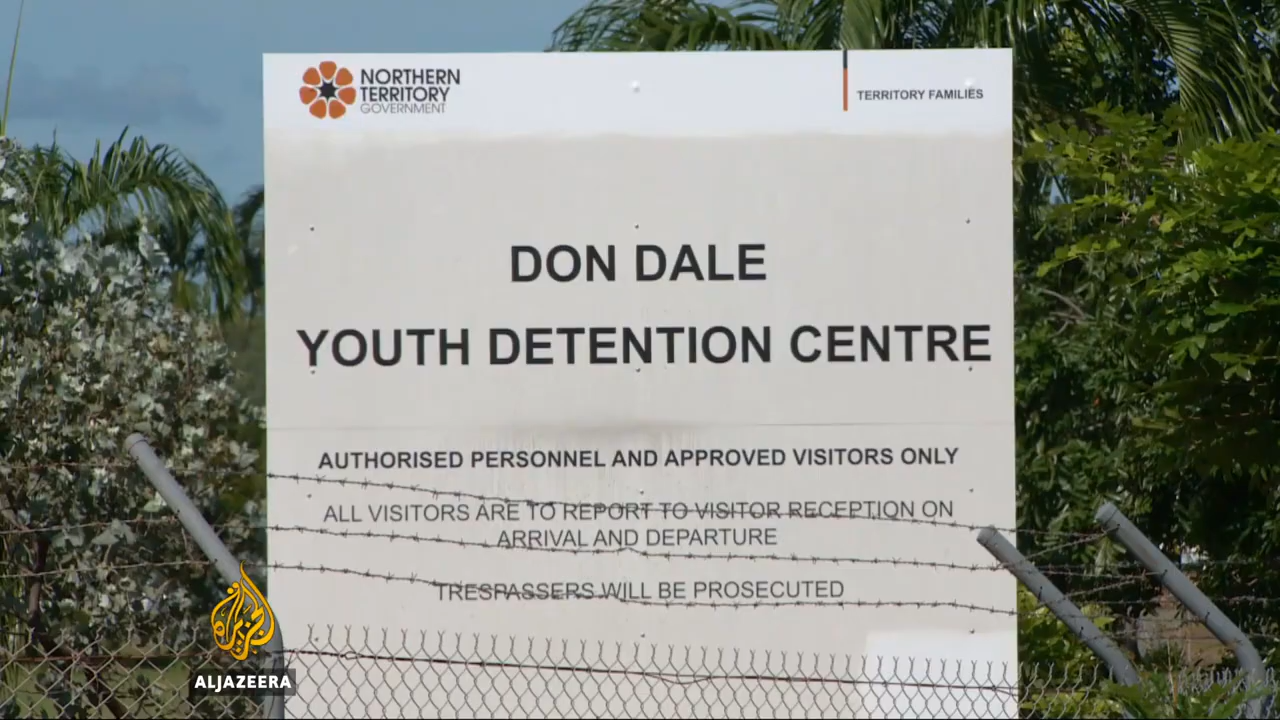 NORTHERN
TERRITORY
GOVERNMENT
TERRITORY FAMILIES
DON DALE
YOUTH DETENTION CENTRE
AUTHORISED PERSONNEL AND APPROVED VISITORS ONLY
ALL VISITORS ARE TO REPORT TO VISITOR RECEPTION ON
ARRIVAL AND DEPARTURE
TRESPASSERS WILL BE PROSECUTED
الجزيرة
ALJAZEERA